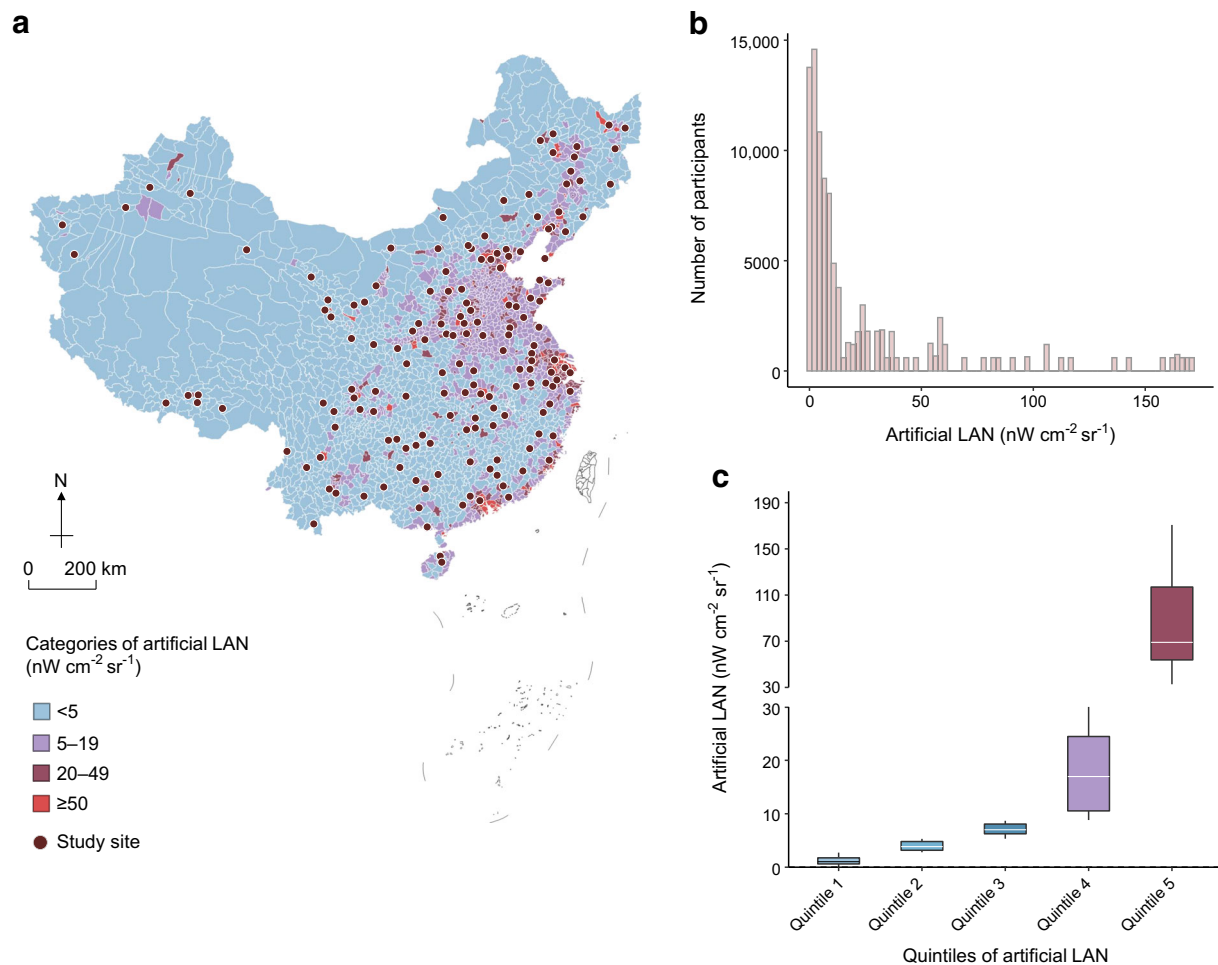 a
N
0 200 km
Categories of artificial LAN
(nW cm⁻² sr⁻¹)
<5
5–19
20–49
≥50
Study site
b
Number of participants
15,000
10,000
5000
0
0 50 100 150
Artificial LAN (nW cm⁻² sr⁻¹)
c
Artificial LAN (nW cm⁻² sr⁻¹)
190
150
110
70
30
30
20
10
0
Quintile 1
Quintile 2
Quintile 3
Quintile 4
Quintile 5
Quintiles of artificial LAN